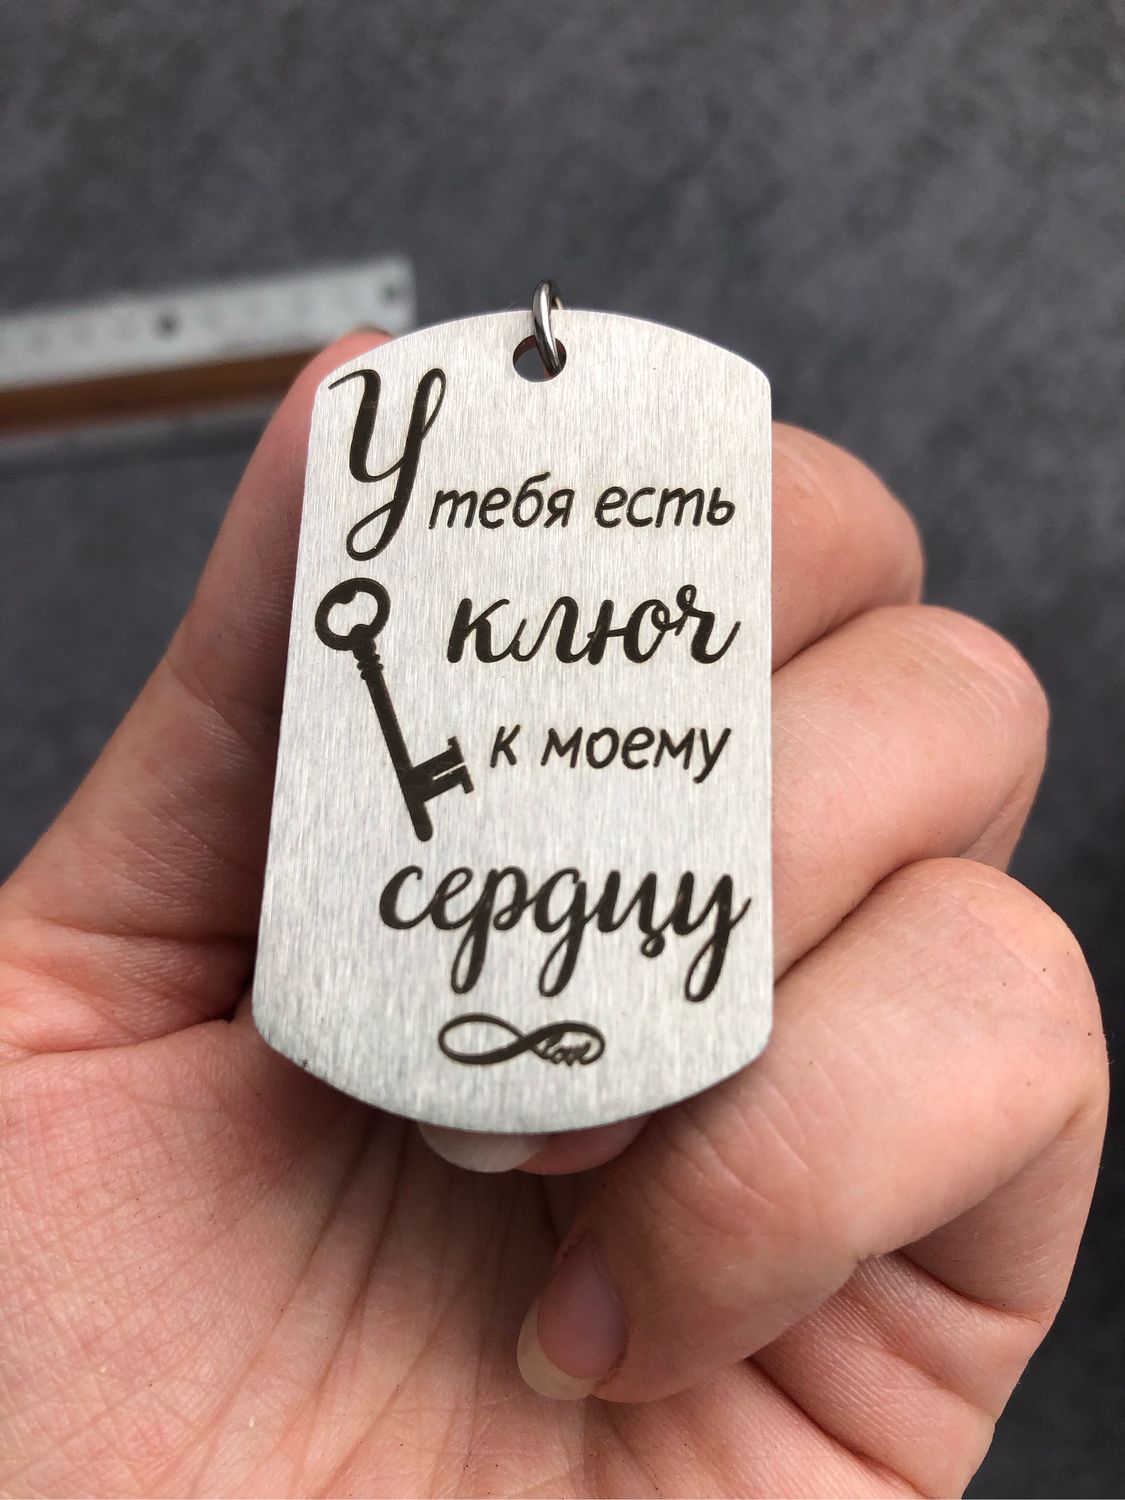 У тебя есть
ключ
к моему
сердцу
love